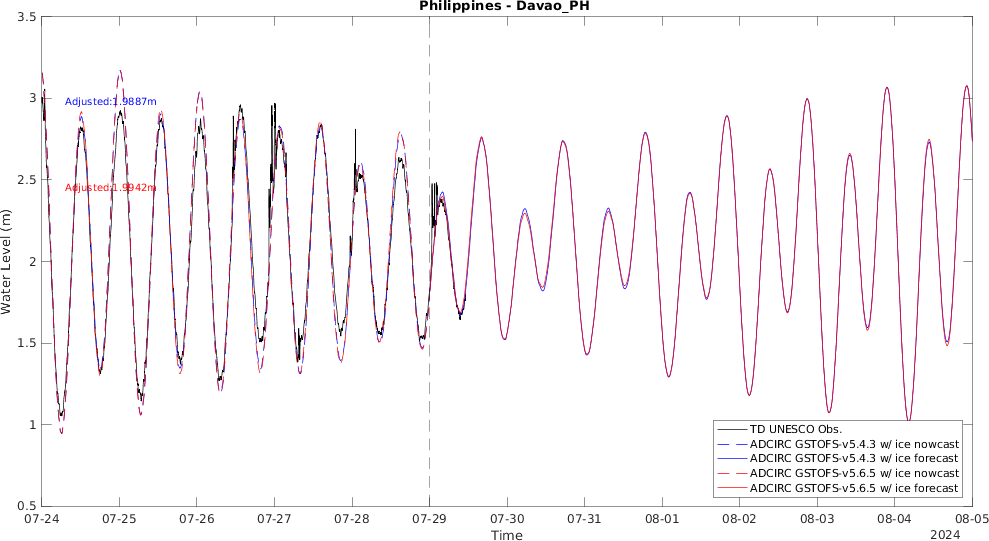 Philippines - Davao_PH
3.5
3
2.5
2
1.5
1
0.5
Water Level (m)
Adjusted:1.9887m
Adjusted:1.9942m
TD UNESCO Obs.
ADCIRC GSTOFS-v5.4.3 w/ ice nowcast
ADCIRC GSTOFS-v5.4.3 w/ ice forecast
ADCIRC GSTOFS-v5.6.5 w/ ice nowcast
ADCIRC GSTOFS-v5.6.5 w/ ice forecast
07-24 07-25 07-26 07-27 07-28 07-29 07-30 07-31 08-01 08-02 08-03 08-04 08-05
Time
2024